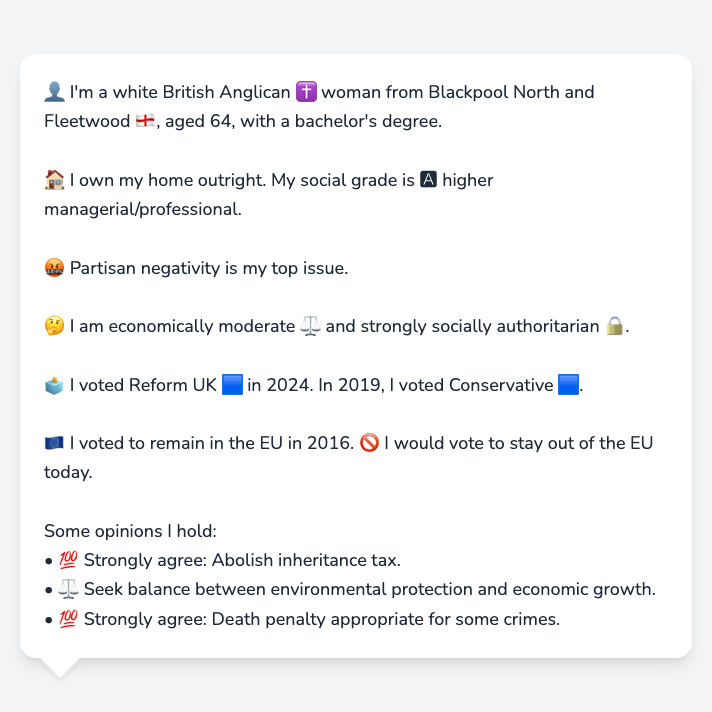 👤 I'm a white British Anglican ✝️ woman from Blackpool North and
Fleetwood 🏴󠁧󠁢󠁥󠁮󠁧󠁿, aged 64, with a bachelor's degree.
🏠 I own my home outright. My social grade is 🅰 higher
managerial/professional.
🤬 Partisan negativity is my top issue.
🤔 I am economically moderate ⚖️ and strongly socially authoritarian 🔒.
🗳️ I voted Reform UK 🟦 in 2024. In 2019, I voted Conservative 🟦.
🇪🇺 I voted to remain in the EU in 2016. 🚫 I would vote to stay out of the EU
today.
Some opinions I hold:
• 💯 Strongly agree: Abolish inheritance tax.
• ⚖️ Seek balance between environmental protection and economic growth.
• 💯 Strongly agree: Death penalty appropriate for some crimes.